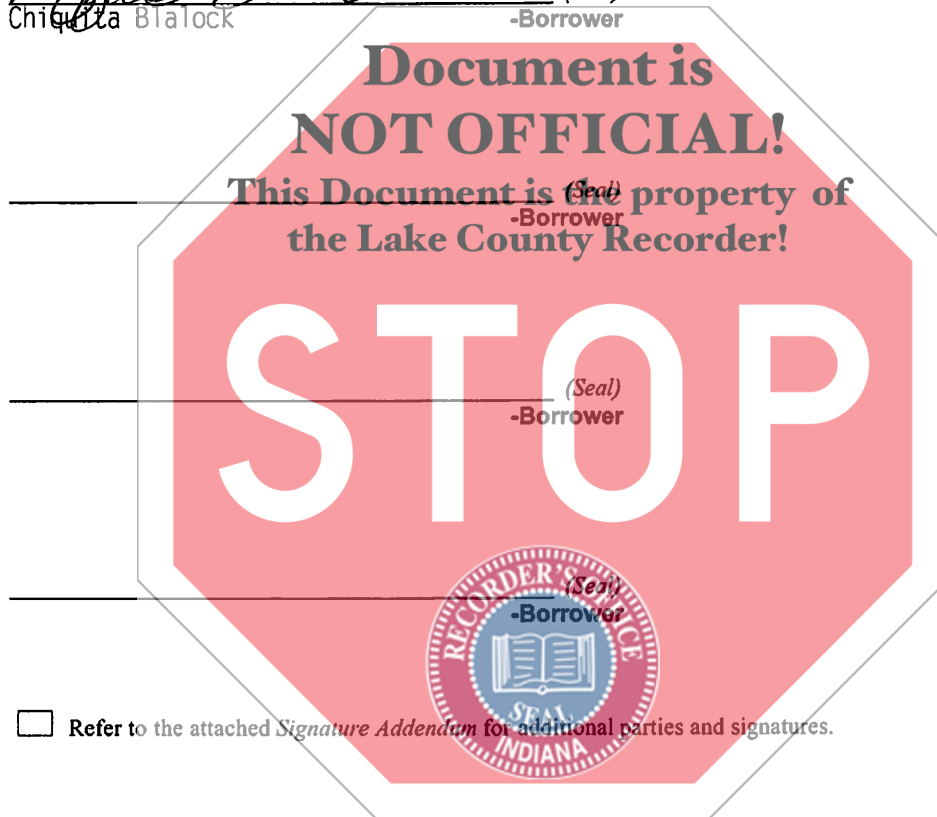 Chiquita Blalock
-Borrower
Document is
NOT OFFICIAL!
This Document is the property of
the Lake County Recorder!
(Seal)
-Borrower
STOP
(Seal)
-Borrower
(Seal)
-Borrower
RECORDER'S OFFICE
SEAL
INDIANA
Refer to the attached Signature Addendum for additional parties and signatures.